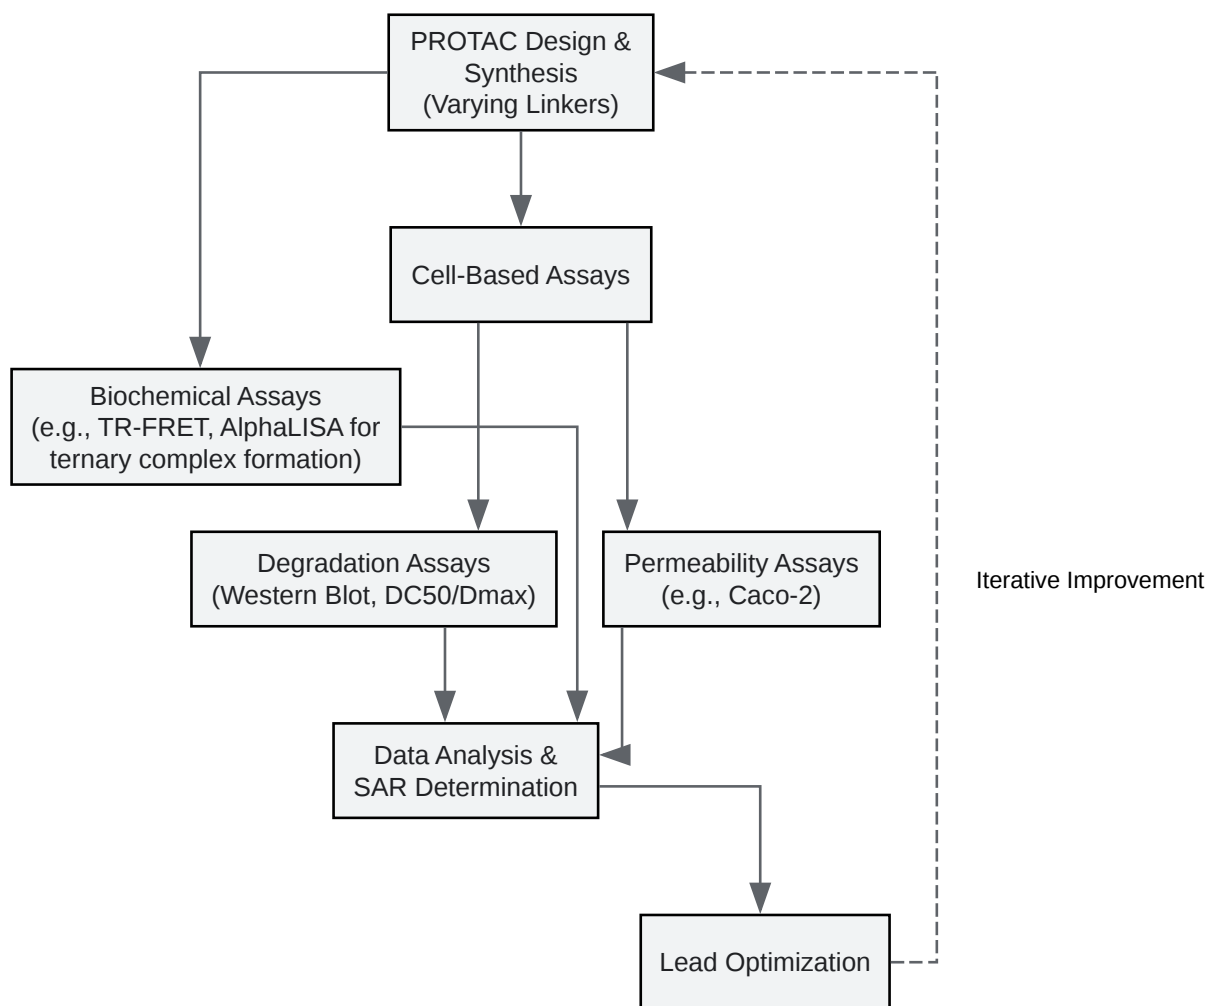 PROTAC Design &
Synthesis
(Varying Linkers)
Cell-Based Assays
Biochemical Assays
(e.g., TR-FRET, AlphaLISA for
ternary complex formation)
Degradation Assays
(Western Blot, DC50/Dmax)
Permeability Assays
(e.g., Caco-2)
Iterative Improvement
Data Analysis &
SAR Determination
Lead Optimization